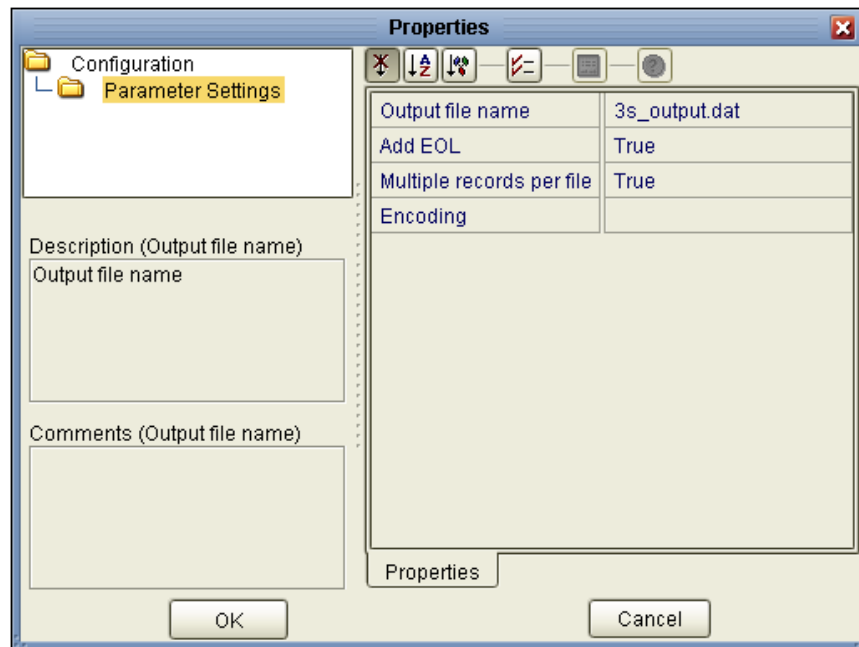 Properties
Configuration
Parameter Settings
Description (Output file name)
Output file name
Comments (Output file name)
Output file name 3s_output.dat
Add EOL True
Multiple records per file True
Encoding
Properties
OK
Cancel